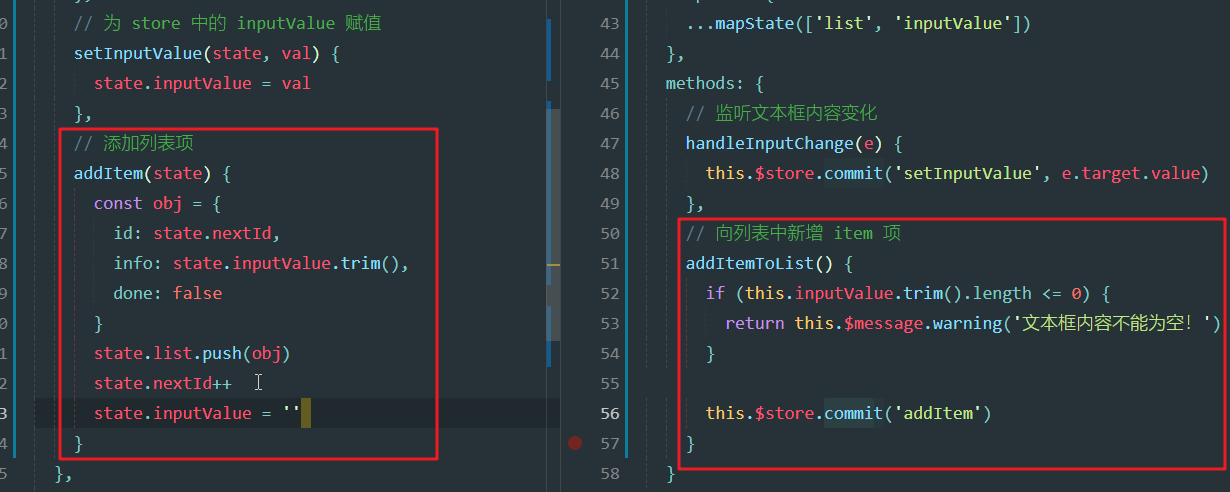 0 // 为 store 中的 inputValue 赋值
1 setInputValue(state, val) {
2 state.inputValue = val
3 },
4 // 添加列表项
5 addItem(state) {
6 const obj = {
7 id: state.nextId,
8 info: state.inputValue.trim(),
9 done: false
0 }
1 state.list.push(obj)
2 state.nextId++
3 state.inputValue = ''
4 }
5 },
43 ...mapState(['list', 'inputValue'])
44 },
45 methods: {
46 // 监听文本框内容变化
47 handleInputChange(e) {
48 this.$store.commit('setInputValue', e.target.value)
49 },
50 // 向列表中新增 item 项
51 addItemToList() {
52 if (this.inputValue.trim().length <= 0) {
53 return this.$message.warning('文本框内容不能为空！')
54 }
55
56 this.$store.commit('addItem')
57 }
58 }